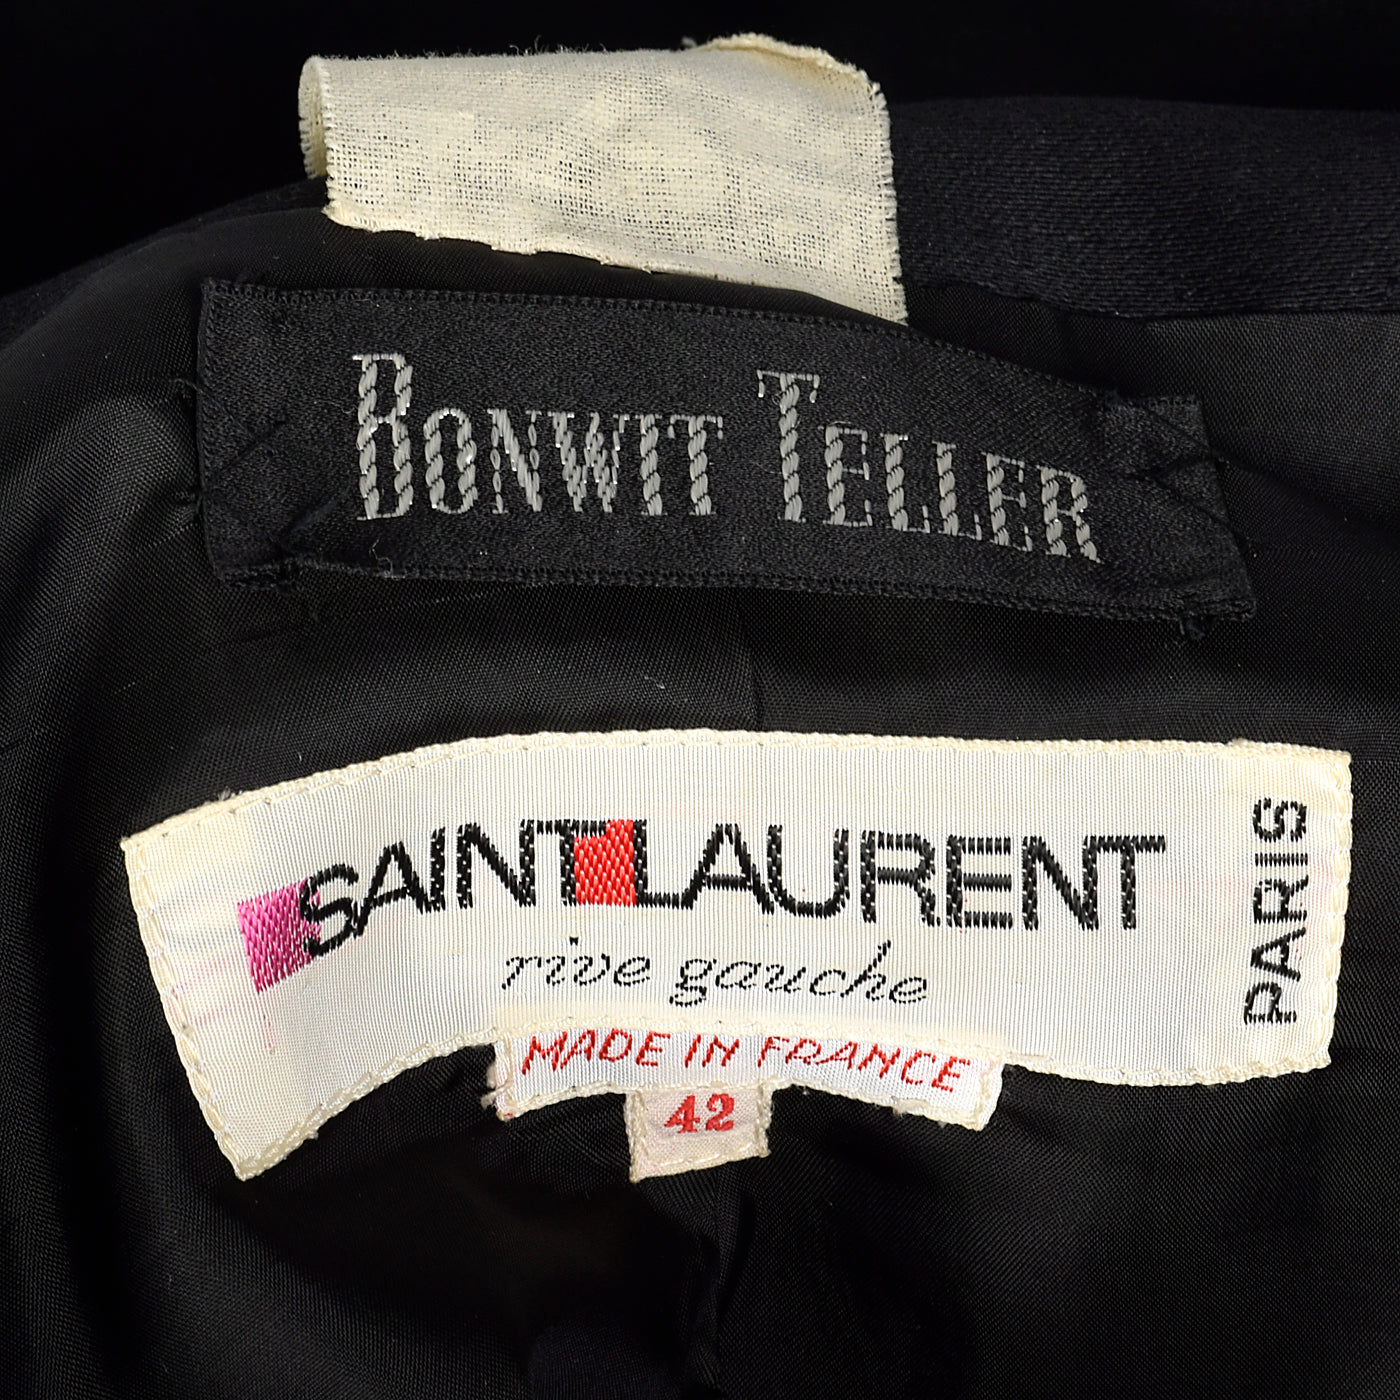 BONWIT TELLER
SAINT LAURENT
rive gauche
PARIS
MADE IN FRANCE
42